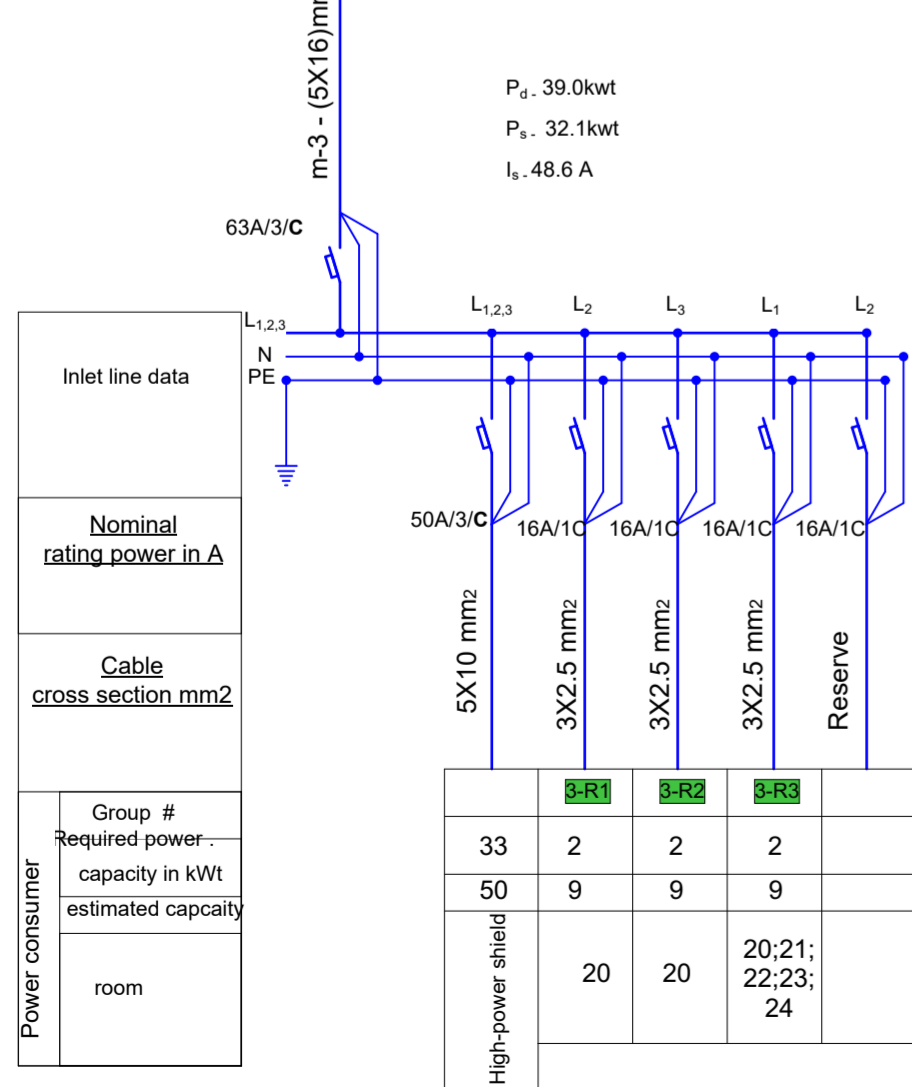 m-3 - (5X16)mm
P_d - 39.0kwt
P_s - 32.1kwt
I_s - 48.6 A
63A/3/C
L1,2,3
N
PE
L1,2,3
L2
L3
L1
L2
Inlet line data
Nominal
rating power in A
50A/3/C
16A/1C
16A/1C
16A/1C
16A/1C
Cable
cross section mm2
5X10 mm2
3X2.5 mm2
3X2.5 mm2
3X2.5 mm2
Reserve
Power consumer
Group #
Required power .
capacity in kWt
estimated capcaity
room
3-R1
3-R2
3-R3
33
2
2
2
50
9
9
9
High-power shield
20
20
20;21;
22;23;
24